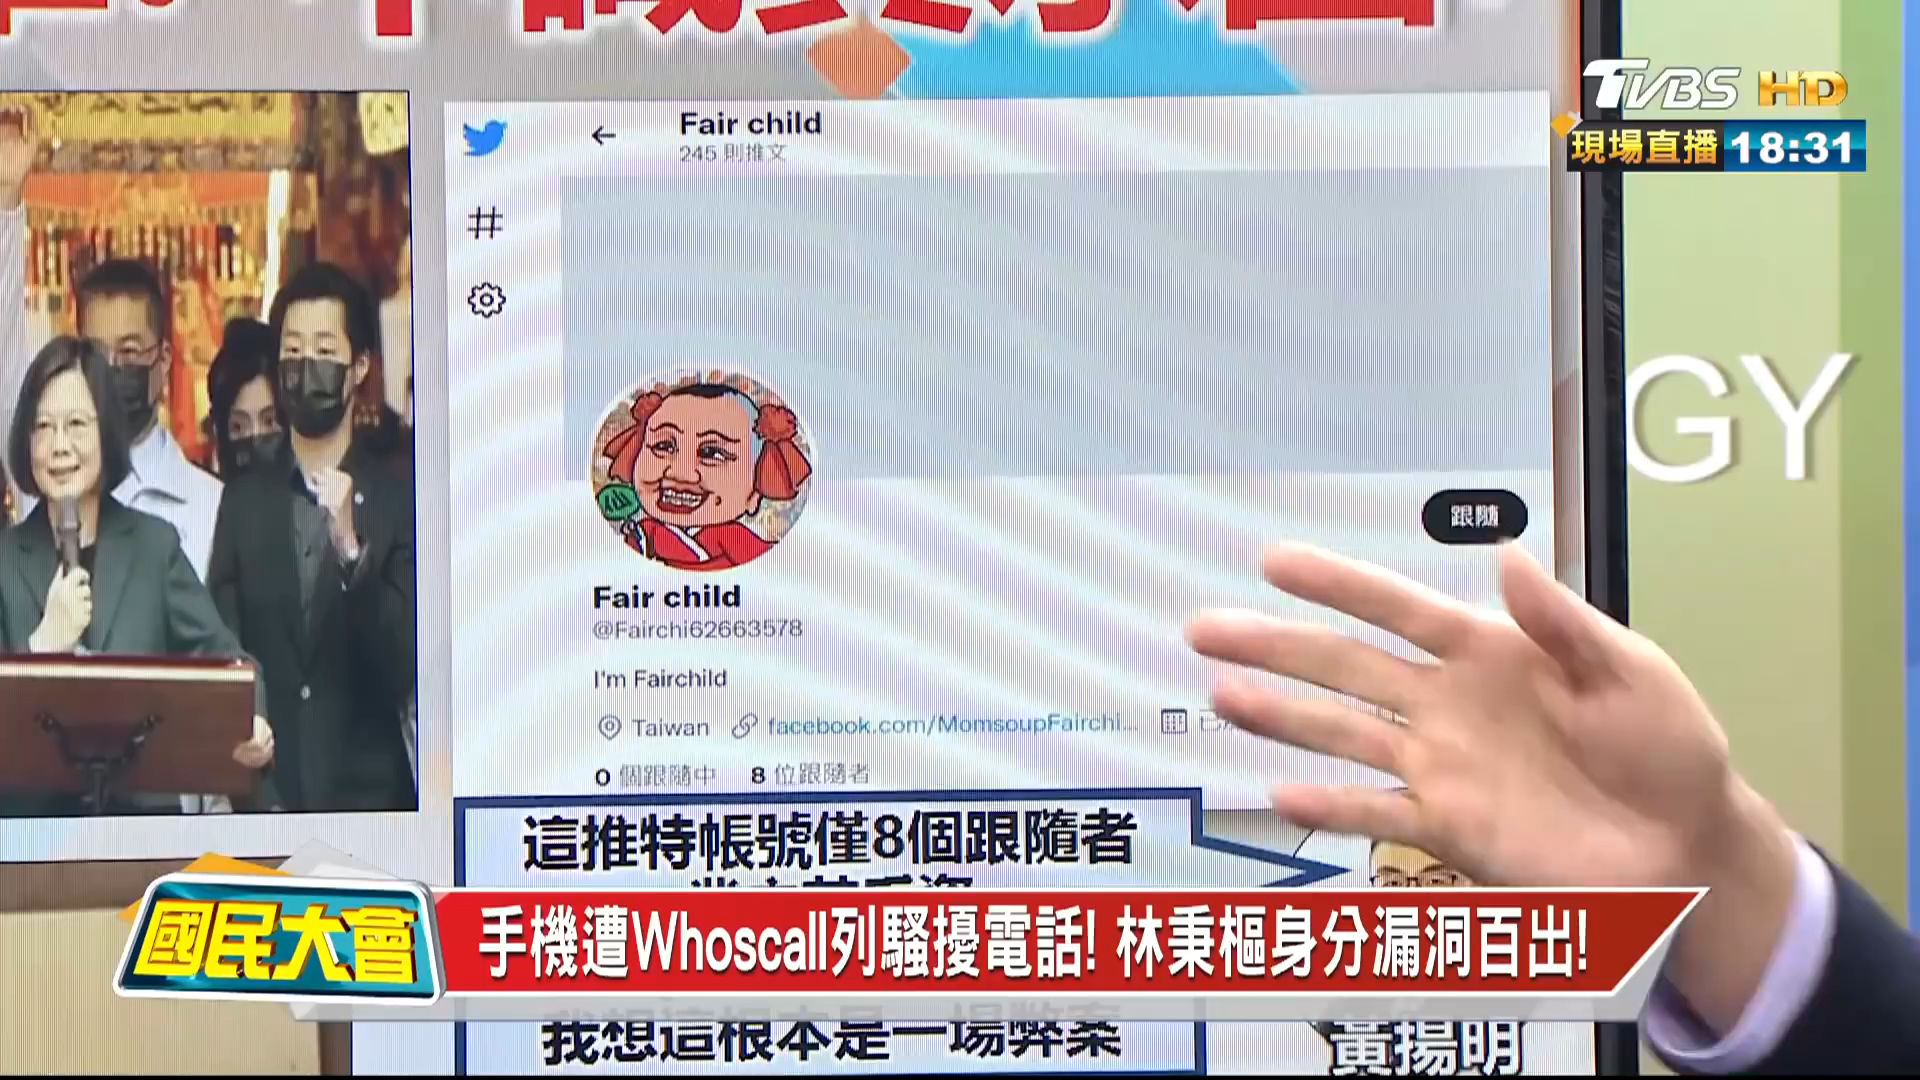 TVBS HD
現場直播 18:31
Fair child
245 則推文
GY
跟隨
仙
Fair child
@Fairchi62663578
I'm Fairchild
Taiwan facebook.com/MomsoupFairchi...
0 個跟隨中 8 位跟隨者
這推特帳號僅8個跟隨者
國民大會
手機遭Whoscall列騷擾電話! 林秉樞身分漏洞百出!
我想這根本是一場弊案
黃揚明